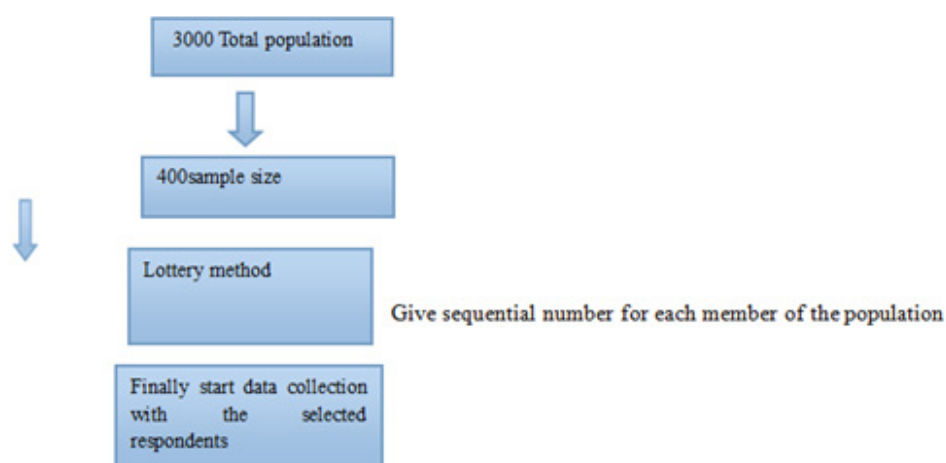 3000 Total population
400sample size
Lottery method
Give sequential number for each member of the population
Finally start data collection
with the selected
respondents